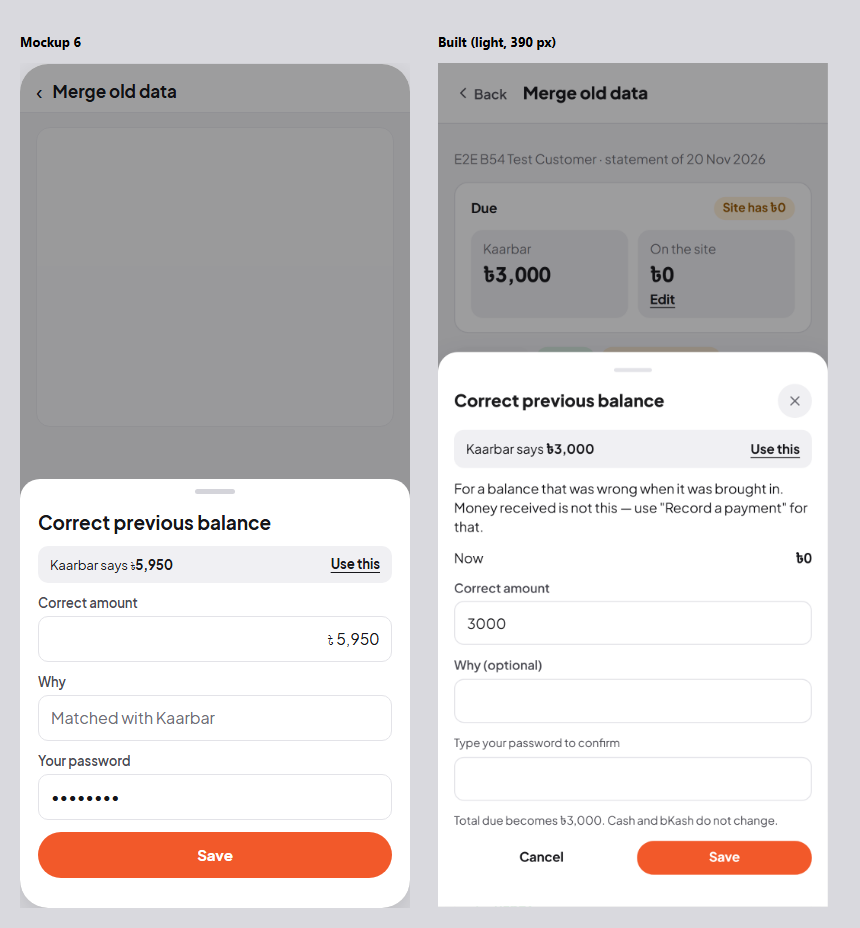 Mockup 6
‹ Merge old data
Correct previous balance
Kaarbar says ৳5,950 Use this
Correct amount
৳ 5,950
Why
Matched with Kaarbar
Your password
••••••••
Save
Built (light, 390 px)
Back Merge old data
E2E B54 Test Customer · statement of 20 Nov 2026
Due Site has ৳0
Kaarbar On the site
৳3,000 ৳0
Edit
Correct previous balance ×
Kaarbar says ৳3,000 Use this
For a balance that was wrong when it was brought in.
Money received is not this — use "Record a payment" for
that.
Now ৳0
Correct amount
3000
Why (optional)
Type your password to confirm
Total due becomes ৳3,000. Cash and bKash do not change.
Cancel Save